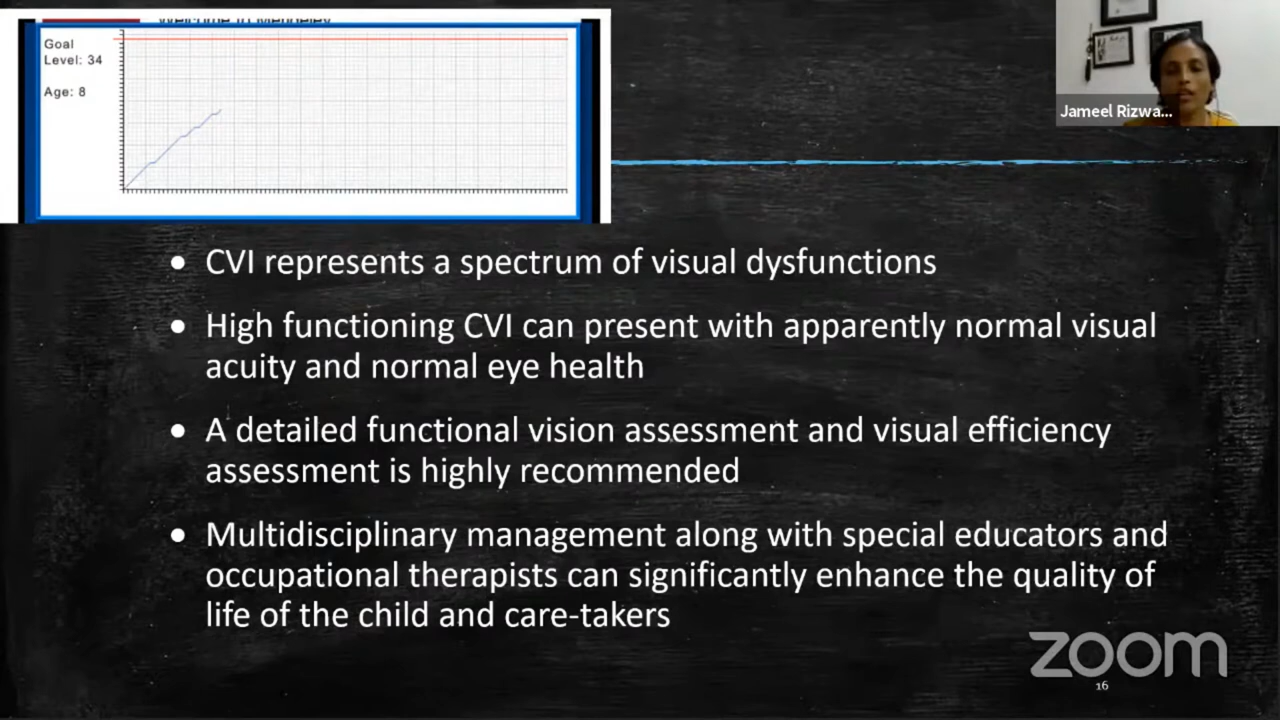 Welcome to Mendeley
Goal
Level: 34
Age: 8
Jameel Rizwa...
• CVI represents a spectrum of visual dysfunctions
• High functioning CVI can present with apparently normal visual
acuity and normal eye health
• A detailed functional vision assessment and visual efficiency
assessment is highly recommended
• Multidisciplinary management along with special educators and
occupational therapists can significantly enhance the quality of
life of the child and care-takers
zoom
16